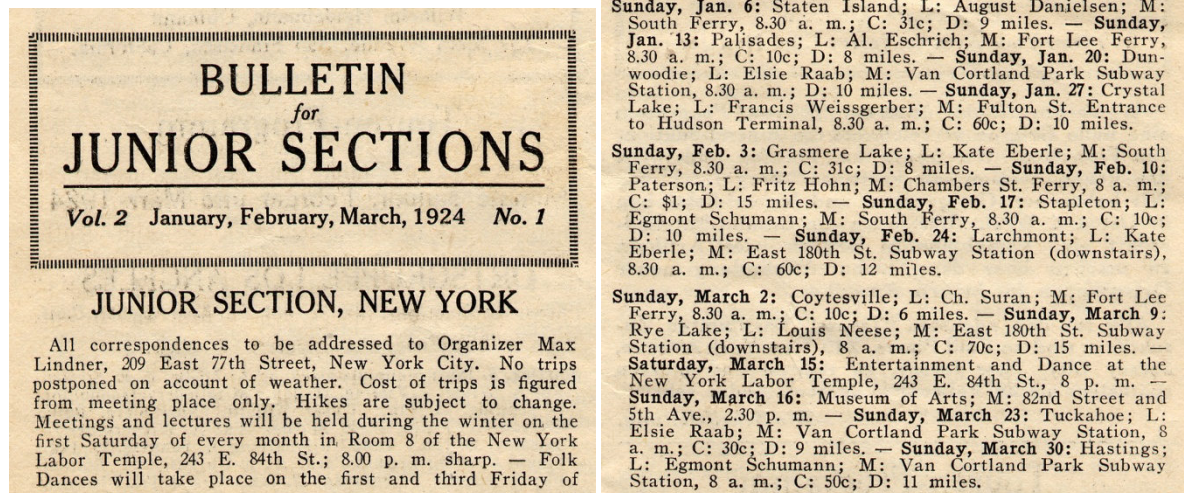 BULLETIN
for
JUNIOR SECTIONS
Vol. 2 January, February, March, 1924 No. 1
JUNIOR SECTION, NEW YORK
All correspondences to be addressed to Organizer Max
Lindner, 209 East 77th Street, New York City. No trips
postponed on account of weather. Cost of trips is figured
from meeting place only. Hikes are subject to change.
Meetings and lectures will be held during the winter on the
first Saturday of every month in Room 8 of the New York
Labor Temple, 243 E. 84th St.; 8.00 p. m. sharp. — Folk
Dances will take place on the first and third Friday of
Sunday, Jan. 6: Staten Island; L: August Danielsen; M:
South Ferry, 8.30 a. m.; C: 31c; D: 9 miles. — Sunday,
Jan. 13: Palisades; L: Al. Eschrich; M: Fort Lee Ferry,
8.30 a. m.; C: 10c; D: 8 miles. — Sunday, Jan. 20: Dun-
woodie; L: Elsie Raab; M: Van Cortland Park Subway
Station, 8.30 a. m.; D: 10 miles. — Sunday, Jan. 27: Crystal
Lake; L: Francis Weissgerber; M: Fulton St. Entrance
to Hudson Terminal, 8.30 a. m.; C: 60c; D: 10 miles.
Sunday, Feb. 3: Grasmere Lake; L: Kate Eberle; M: South
Ferry, 8.30 a. m.; C: 31c; D: 8 miles. — Sunday, Feb. 10:
Paterson; L: Fritz Hohn; M: Chambers St. Ferry, 8 a. m.;
C: $1; D: 15 miles. — Sunday, Feb. 17: Stapleton; L:
Egmont Schumann; M: South Ferry, 8.30 a. m.; C: 10c;
D: 10 miles. — Sunday, Feb. 24: Larchmont; L: Kate
Eberle; M: East 180th St. Subway Station (downstairs),
8.30 a. m.; C: 60c; D: 12 miles.
Sunday, March 2: Coytesville; L: Ch. Suran; M: Fort Lee
Ferry, 8.30 a. m.; C: 10c; D: 6 miles. — Sunday, March 9:
Rye Lake; L: Louis Neese; M: East 180th St. Subway
Station (downstairs), 8 a. m.; C: 70c; D: 15 miles. —
Saturday, March 15: Entertainment and Dance at the
New York Labor Temple, 243 E. 84th St., 8 p. m. —
Sunday, March 16: Museum of Arts; M: 82nd Street and
5th Ave., 2.30 p. m. — Sunday, March 23: Tuckahoe; L:
Elsie Raab; M: Van Cortland Park Subway Station, 8
a. m.; C: 30c; D: 9 miles. — Sunday, March 30: Hastings;
L: Egmont Schumann; M: Van Cortland Park Subway
Station, 8 a. m.; C: 50c; D: 11 miles.